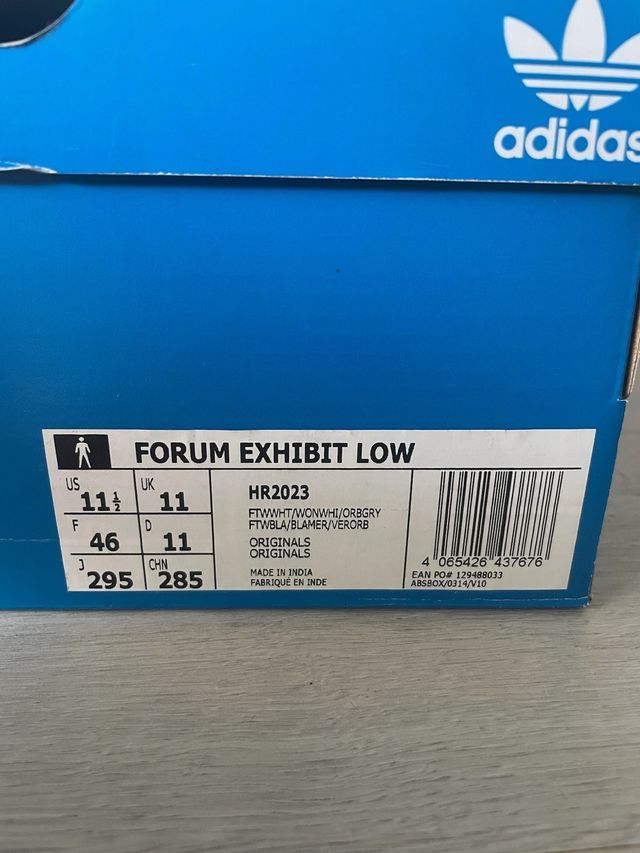 adidas
FORUM EXHIBIT LOW
US 11½ UK 11
F 46 D 11
J 295 CHN 285
HR2023
FTWWHT/WONWHI/ORBGRY
FTWBLA/BLAMER/VERORB
ORIGINALS
ORIGINALS
MADE IN INDIA
FABRIQUÉ EN INDE
4 065426 437676
EAN PO# 129488033
ABSBOX/0314/V10